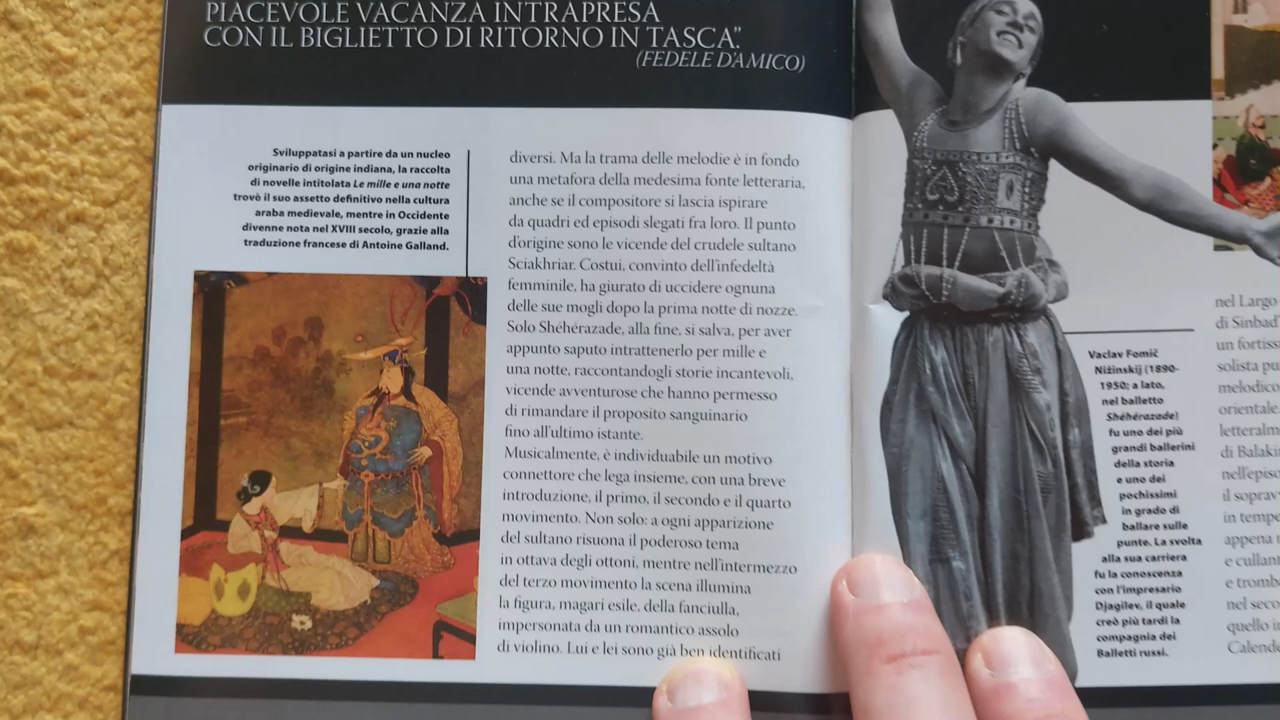 PIACEVOLE VACANZA INTRAPRESA
CON IL BIGLIETTO DI RITORNO IN TASCA".
(FEDELE D'AMICO)
Sviluppatasi a partire da un nucleo
originario di origine indiana, la raccolta
di novelle intitolata Le mille e una notte
trovò il suo assetto definitivo nella cultura
araba medievale, mentre in Occidente
divenne nota nel XVIII secolo, grazie alla
traduzione francese di Antoine Galland.
diversi. Ma la trama delle melodie è in fondo
una metafora della medesima fonte letteraria,
anche se il compositore si lascia ispirare
da quadri ed episodi slegati fra loro. Il punto
d'origine sono le vicende del crudele sultano
Sciakhriar. Costui, convinto dell'infedeltà
femminile, ha giurato di uccidere ognuna
delle sue mogli dopo la prima notte di nozze.
Solo Shéhérazade, alla fine, si salva, per aver
appunto saputo intrattenerlo per mille e
una notte, raccontandogli storie incantevoli,
vicende avventurose che hanno permesso
di rimandare il proposito sanguinario
fino all'ultimo istante.
Musicalmente, è individuabile un motivo
connettore che lega insieme, con una breve
introduzione, il primo, il secondo e il quarto
movimento. Non solo: a ogni apparizione
del sultano risuona il poderoso tema
in ottava degli ottoni, mentre nell'intermezzo
del terzo movimento la scena illumina
la figura, magari esile, della fanciulla,
impersonata da un romantico assolo
di violino. Lui e lei sono già ben identificati
Vaclav Fomič
Nižinskij (1890-
1950; a lato,
nel balletto
Shéhérazade)
fu uno dei più
grandi ballerini
della storia
e uno dei
pochissimi
in grado di
ballare sulle
punte. La svolta
alla sua carriera
fu la conoscenza
con l'impresario
Djagilev, il quale
creò più tardi la
compagnia dei
Balletti russi.
nel Largo
di Sinbad
un fortiss
solista pu
melodico
orientale
letteralm
di Balaki
nell'episo
il soprav
in tempo
appena
e cullan
e tromb
nel seco
quello i
Calende